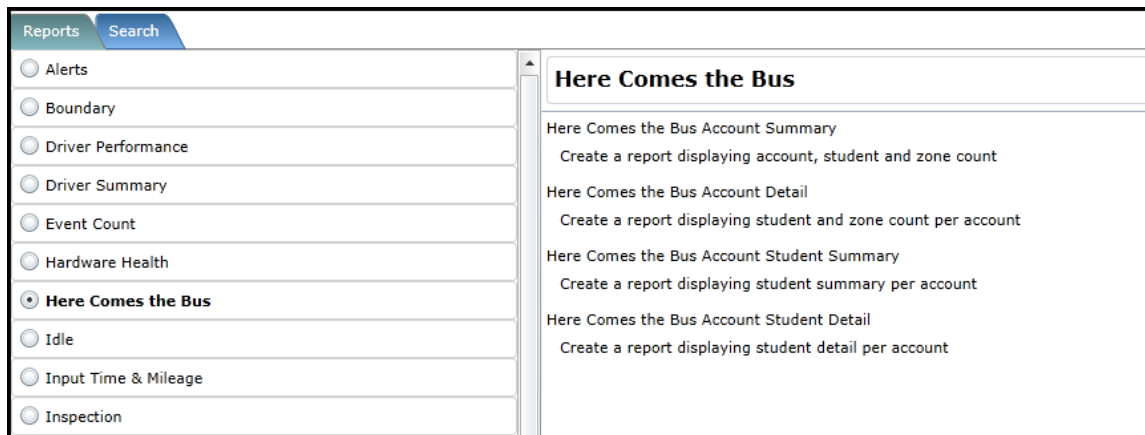 Reports
Search
Alerts
Boundary
Driver Performance
Driver Summary
Event Count
Hardware Health
Here Comes the Bus
Idle
Input Time & Mileage
Inspection
Here Comes the Bus
Here Comes the Bus Account Summary
Create a report displaying account, student and zone count
Here Comes the Bus Account Detail
Create a report displaying student and zone count per account
Here Comes the Bus Account Student Summary
Create a report displaying student summary per account
Here Comes the Bus Account Student Detail
Create a report displaying student detail per account